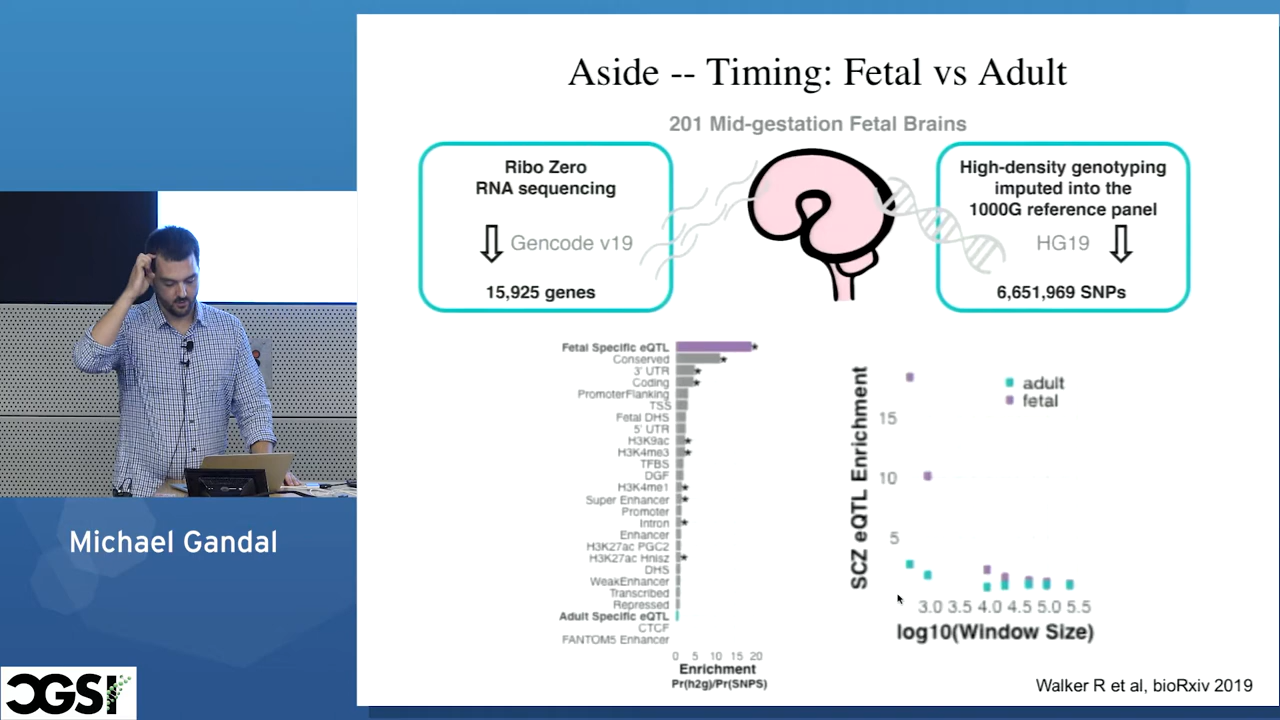 Aside -- Timing: Fetal vs Adult
201 Mid-gestation Fetal Brains
Ribo Zero
RNA sequencing
Gencode v19
15,925 genes
High-density genotyping
imputed into the
1000G reference panel
HG19
6,651,969 SNPs
Fetal Specific eQTL
Conserved
3' UTR
Coding
PromoterFlanking
TSS
Fetal DHS
5' UTR
H3K9ac
H3K4me3
TFBS
DGF
H3K4me1
Super Enhancer
Promoter
Intron
Enhancer
H3K27ac PGC2
H3K27ac Hnisz
DHS
WeakEnhancer
Transcribed
Repressed
Adult Specific eQTL
CTCF
FANTOM5 Enhancer
0 5 10 15 20
Enrichment
Pr(h2g)/Pr(SNPS)
SCZ eQTL Enrichment
15
10
5
adult
fetal
3.0 3.5 4.0 4.5 5.0 5.5
log10(Window Size)
Walker R et al, bioRxiv 2019
Michael Gandal
CGSI